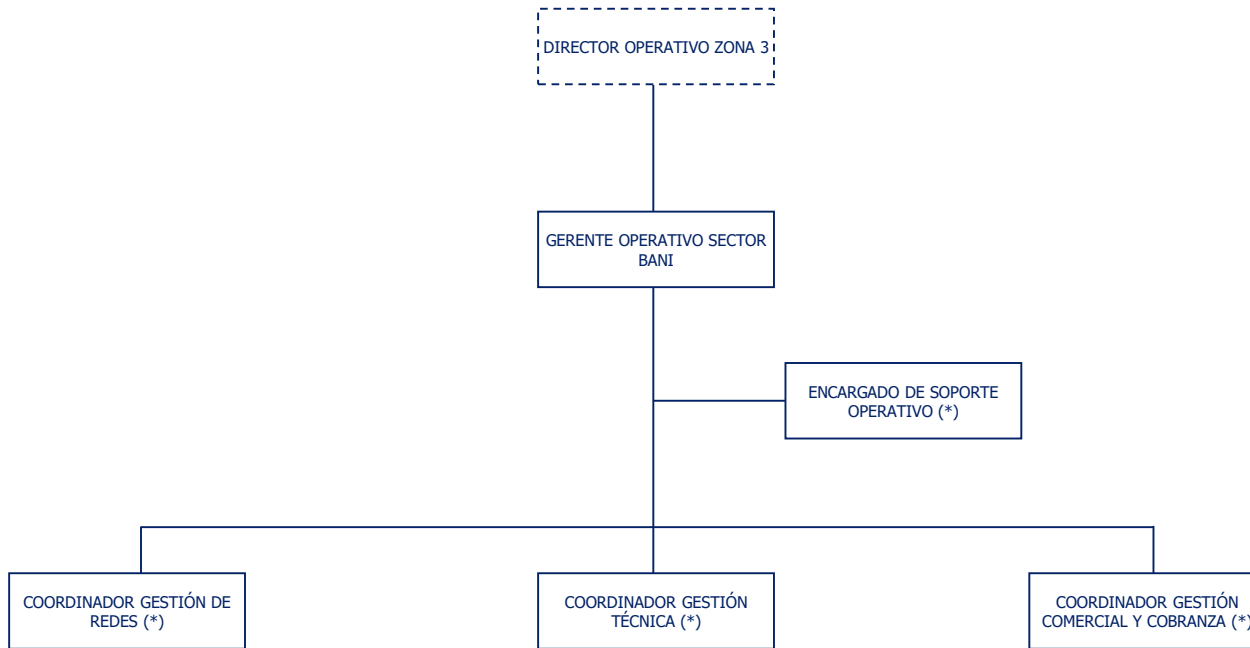 DIRECTOR OPERATIVO ZONA 3
GERENTE OPERATIVO SECTOR
BANI
ENCARGADO DE SOPORTE
OPERATIVO (*)
COORDINADOR GESTIÓN DE
REDES (*)
COORDINADOR GESTIÓN
TÉCNICA (*)
COORDINADOR GESTIÓN
COMERCIAL Y COBRANZA (*)